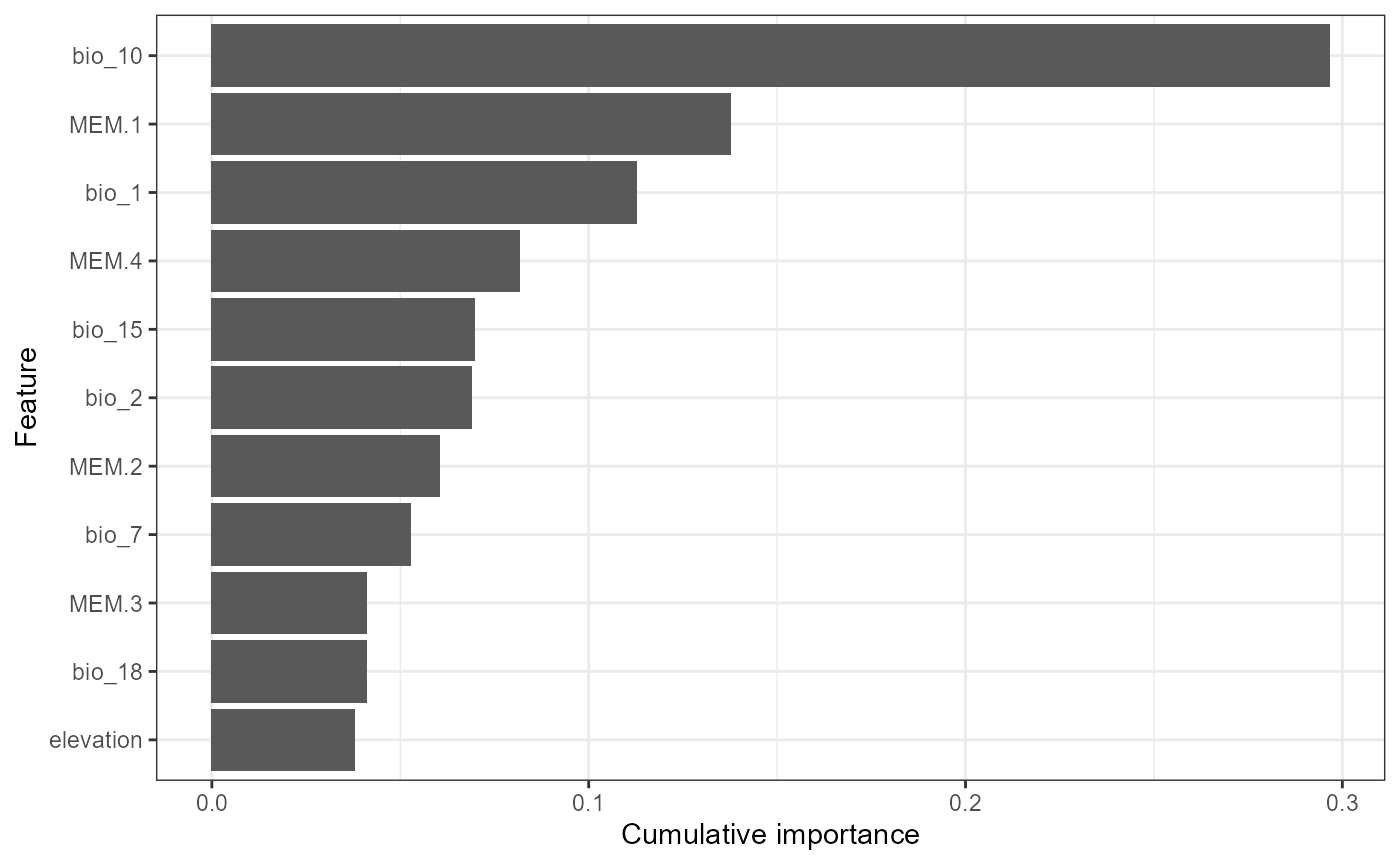 bio_10
MEM.1
bio_1
MEM.4
bio_15
bio_2
MEM.2
bio_7
MEM.3
bio_18
elevation
Feature
0.0 0.1 0.2 0.3
Cumulative importance